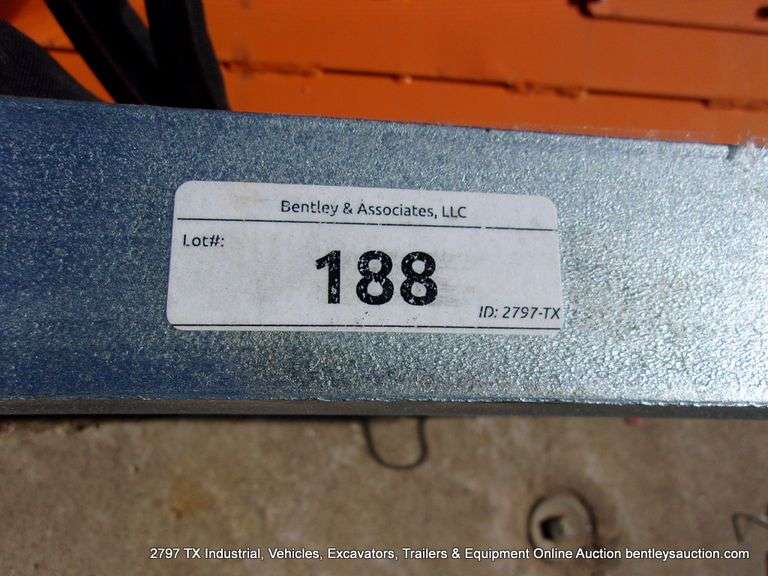 Bentley & Associates, LLC
Lot#:
188
ID: 2797-TX
2797 TX Industrial, Vehicles, Excavators, Trailers & Equipment Online Auction bentleysauction.com